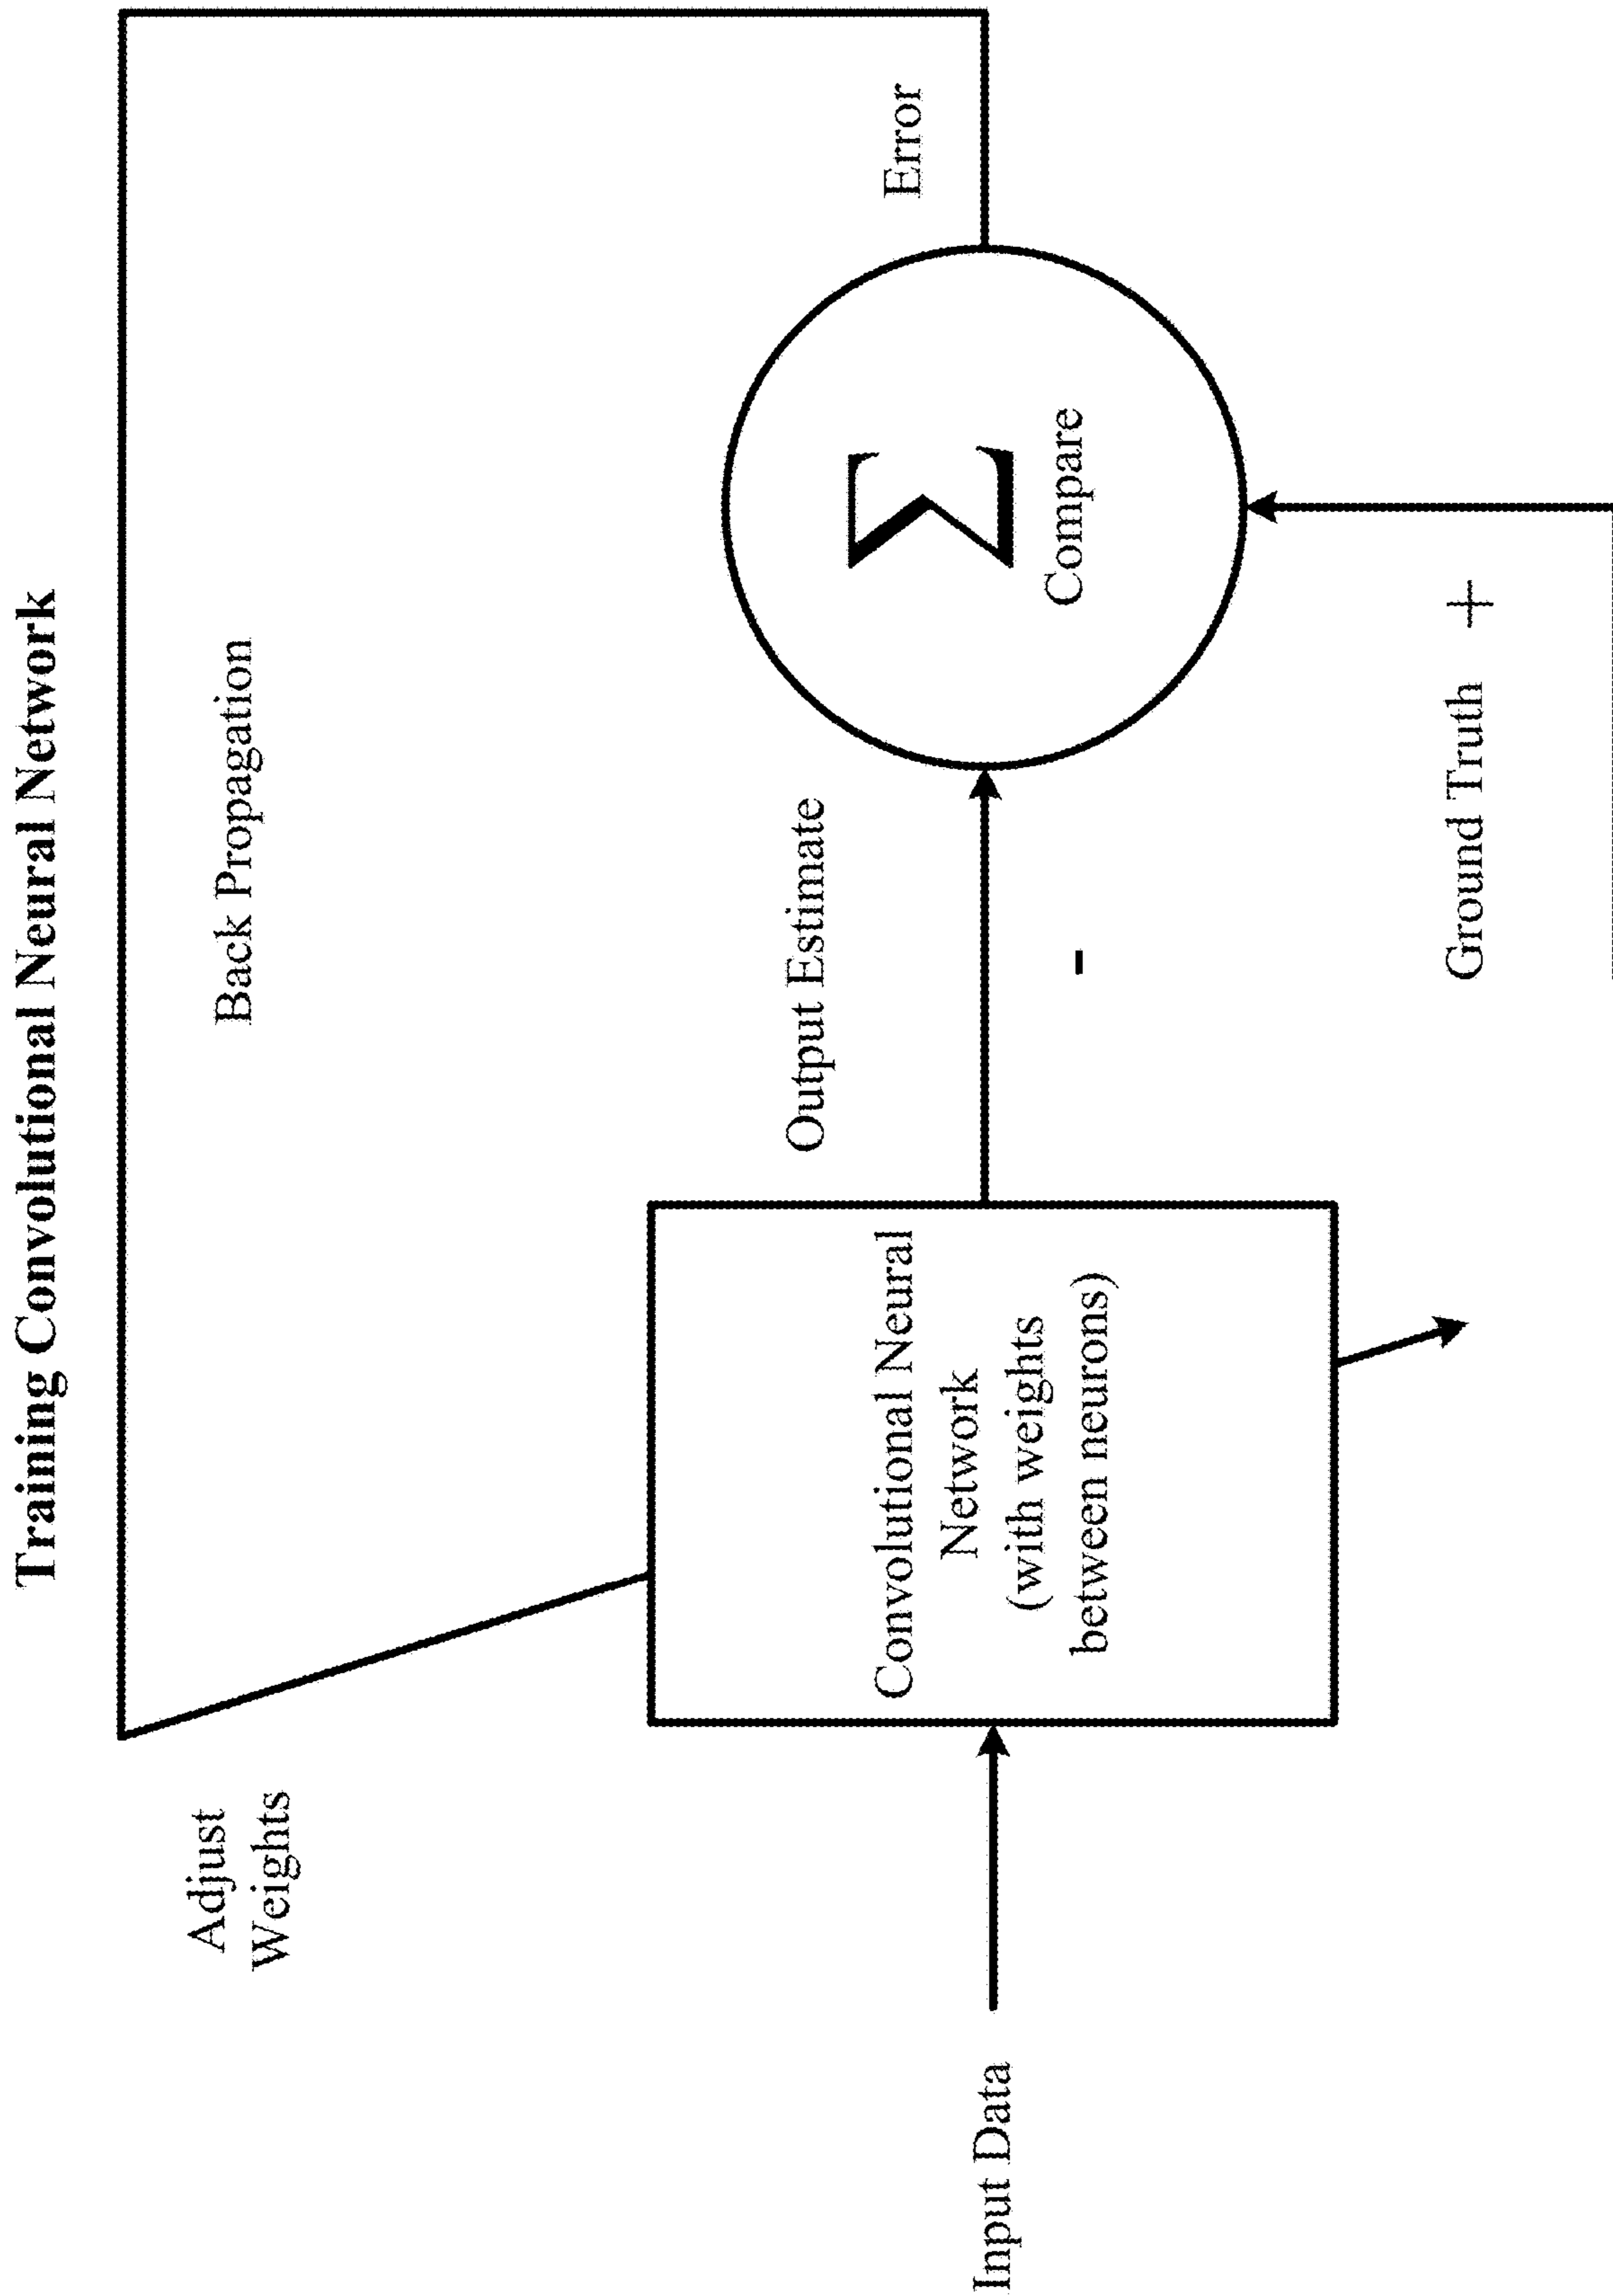 Training Convolutional Neural Network
Back Propagation
Adjust
Weights
Error
Output Estimate
Σ
Compare
Convolutional Neural
Network
(with weights
between neurons)
Input Data
-
Ground Truth +